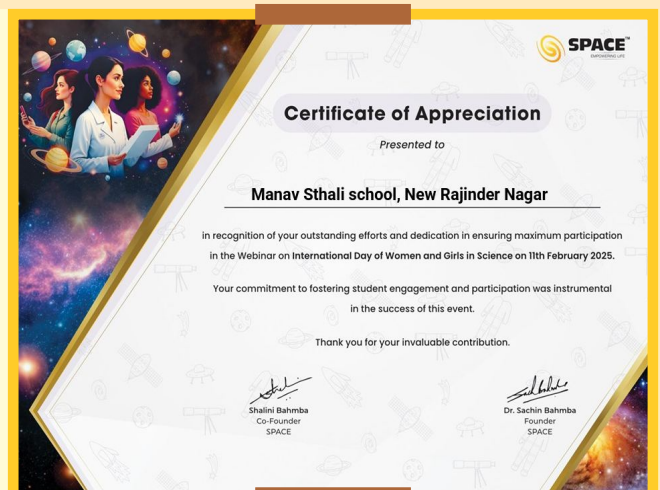 SPACE™
EMPOWERING LIFE
Certificate of Appreciation
Presented to
Manav Sthali school, New Rajinder Nagar
in recognition of your outstanding efforts and dedication in ensuring maximum participation
in the Webinar on International Day of Women and Girls in Science on 11th February 2025.
Your commitment to fostering student engagement and participation was instrumental
in the success of this event.
Thank you for your invaluable contribution.
Shalini Bahmba
Co-Founder
SPACE
Dr. Sachin Bahmba
Founder
SPACE